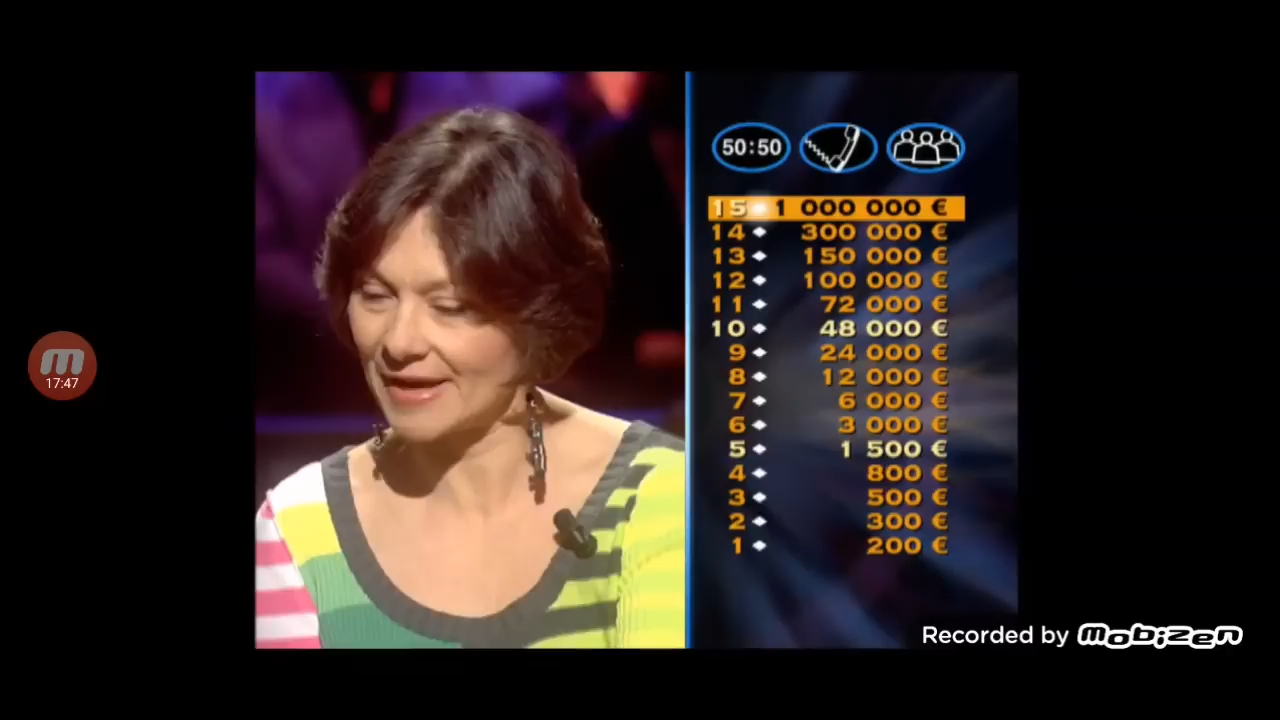 50:50
15 1 000 000 €
14 300 000 €
13 150 000 €
12 100 000 €
11 72 000 €
10 48 000 €
9 24 000 €
8 12 000 €
7 6 000 €
6 3 000 €
5 1 500 €
4 800 €
3 500 €
2 300 €
1 200 €
17:47
Recorded by mobizen